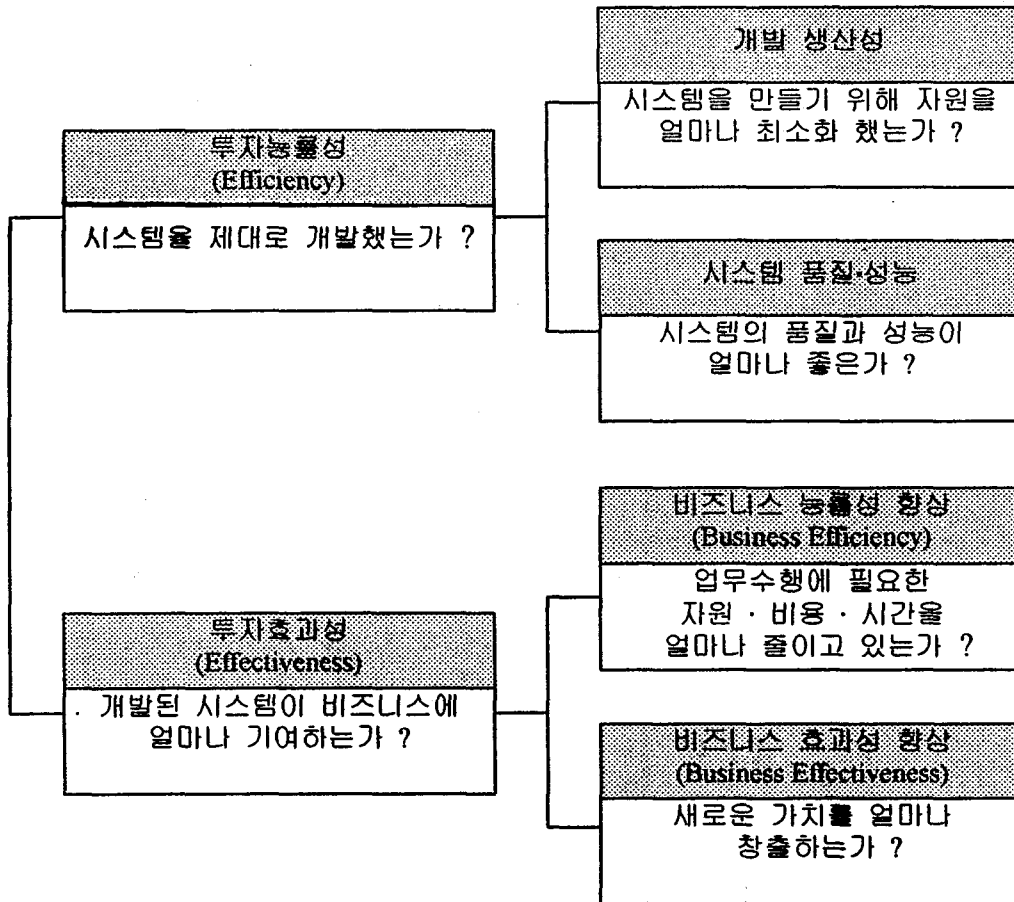 개발 생산성
시스템을 만들기 위해 자원을
얼마나 최소화 했는가 ?
투자능률성
(Efficiency)
시스템을 제대로 개발했는가 ?
시스템 품질·성능
시스템의 품질과 성능이
얼마나 좋은가 ?
비즈니스 능률성 향상
(Business Efficiency)
업무수행에 필요한
자원 · 비용 · 시간을
얼마나 줄이고 있는가 ?
투자효과성
(Effectiveness)
개발된 시스템이 비즈니스에
얼마나 기여하는가 ?
비즈니스 효과성 향상
(Business Effectiveness)
새로운 가치를 얼마나
창출하는가 ?